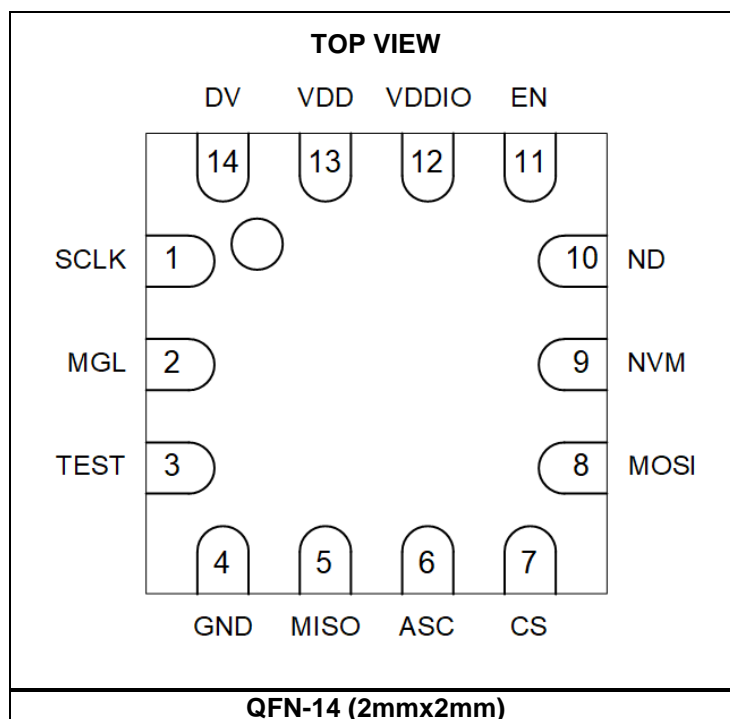 TOP VIEW
DV VDD VDDIO EN
14 13 12 11
SCLK 1 10 ND
MGL 2 9 NVM
TEST 3 8 MOSI
4 5 6 7
GND MISO ASC CS
QFN-14 (2mmx2mm)